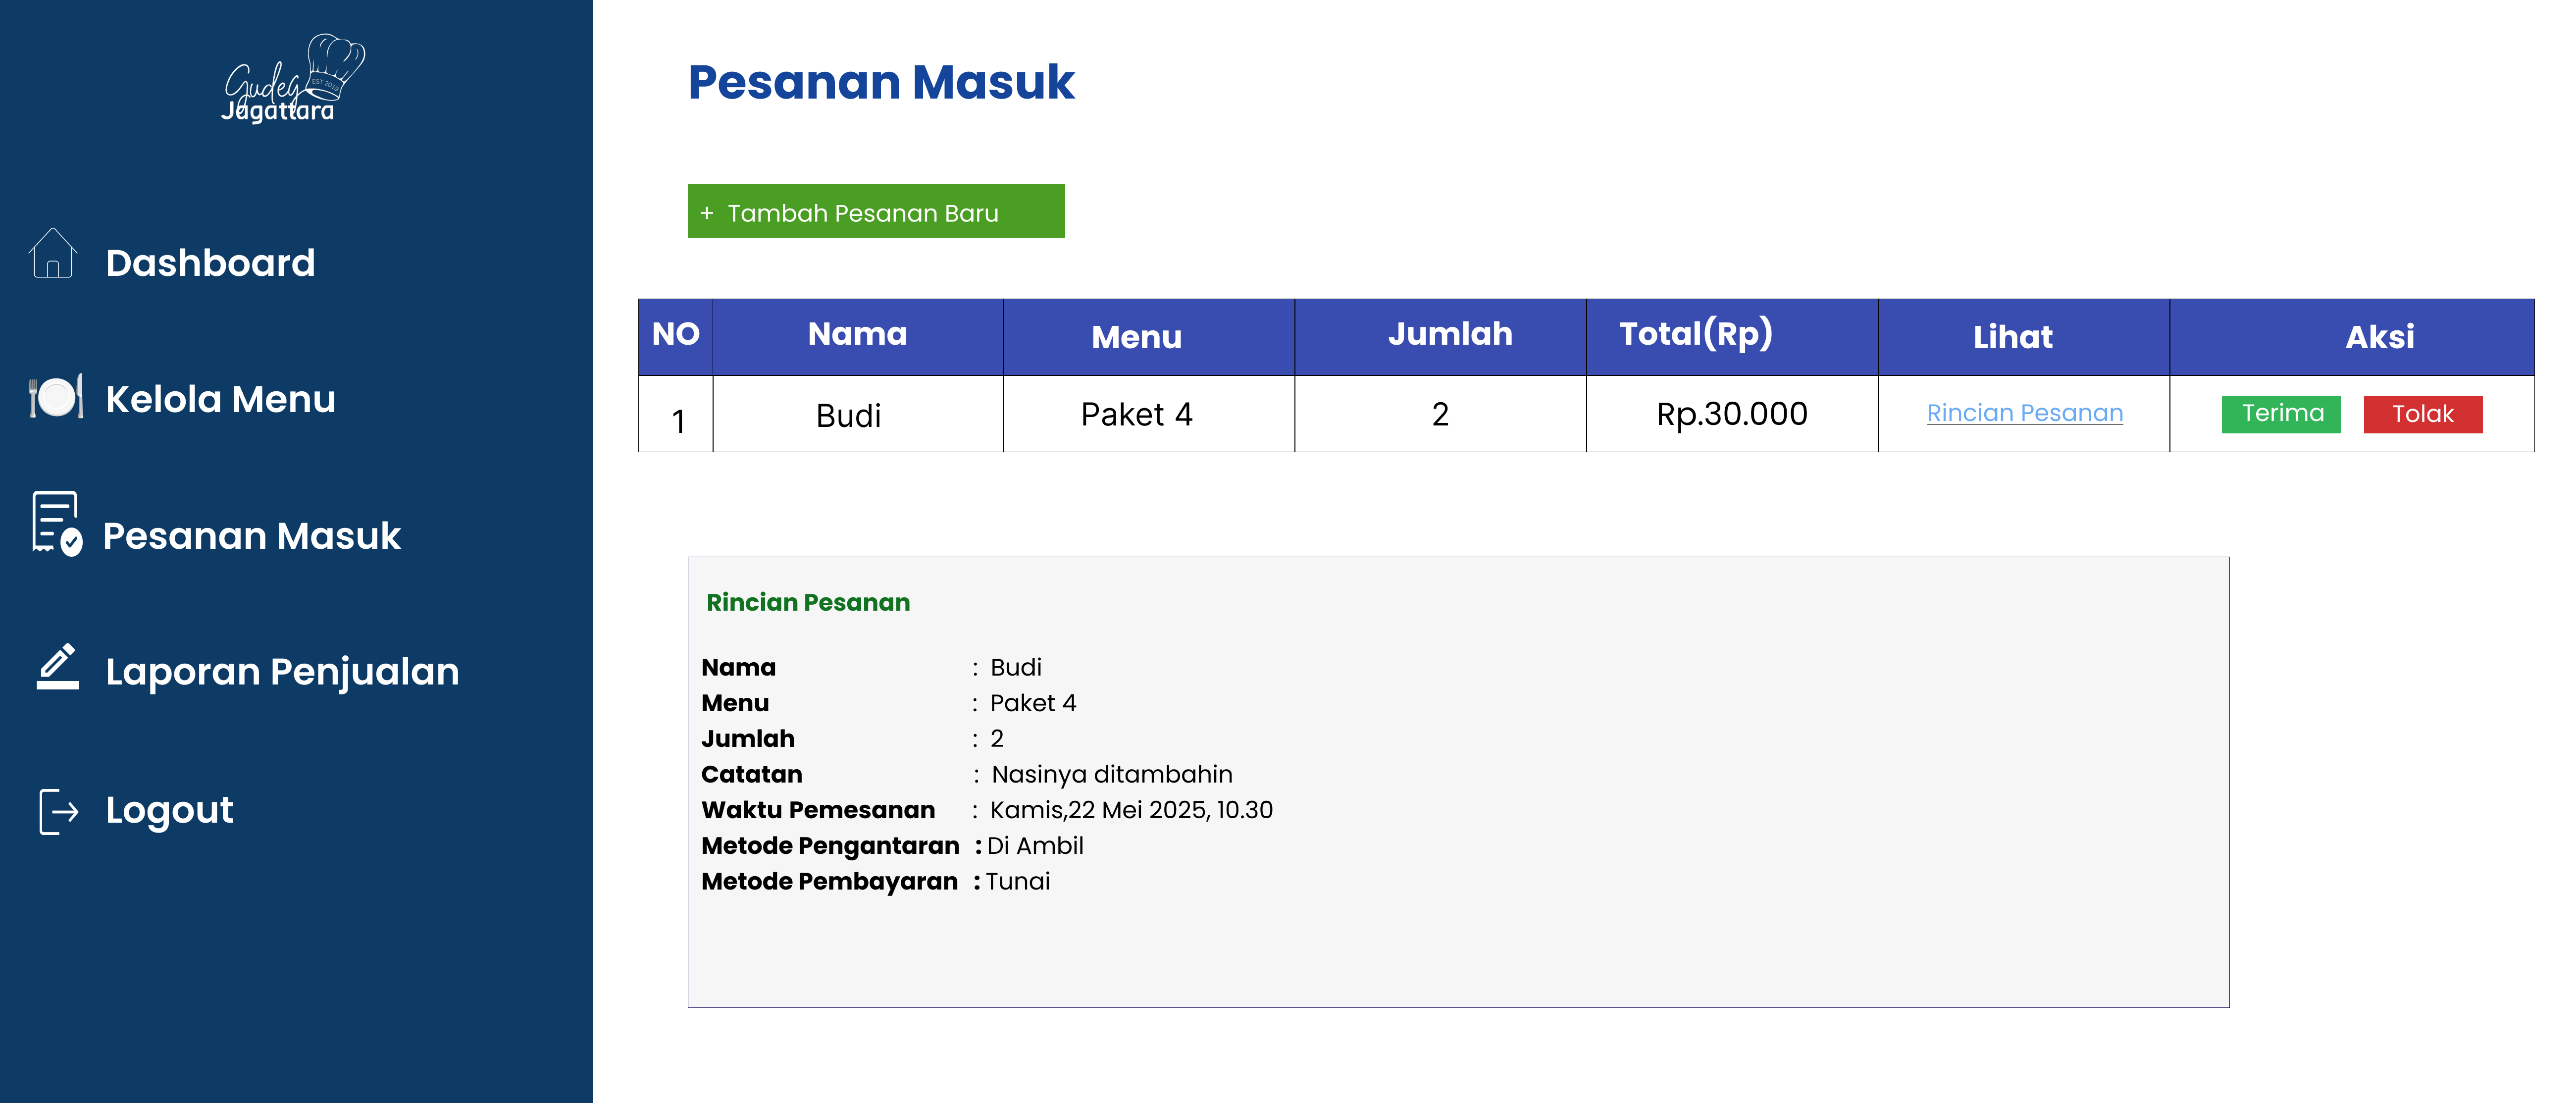 Gudeg
EST 2019
Jagattara
Dashboard
Kelola Menu
Pesanan Masuk
Laporan Penjualan
Logout
Pesanan Masuk
+ Tambah Pesanan Baru
NO Nama Menu Jumlah Total(Rp) Lihat Aksi
1 Budi Paket 4 2 Rp.30.000 Rincian Pesanan Terima Tolak
Rincian Pesanan
Nama : Budi
Menu : Paket 4
Jumlah : 2
Catatan : Nasinya ditambahin
Waktu Pemesanan : Kamis,22 Mei 2025, 10.30
Metode Pengantaran : Di Ambil
Metode Pembayaran : Tunai